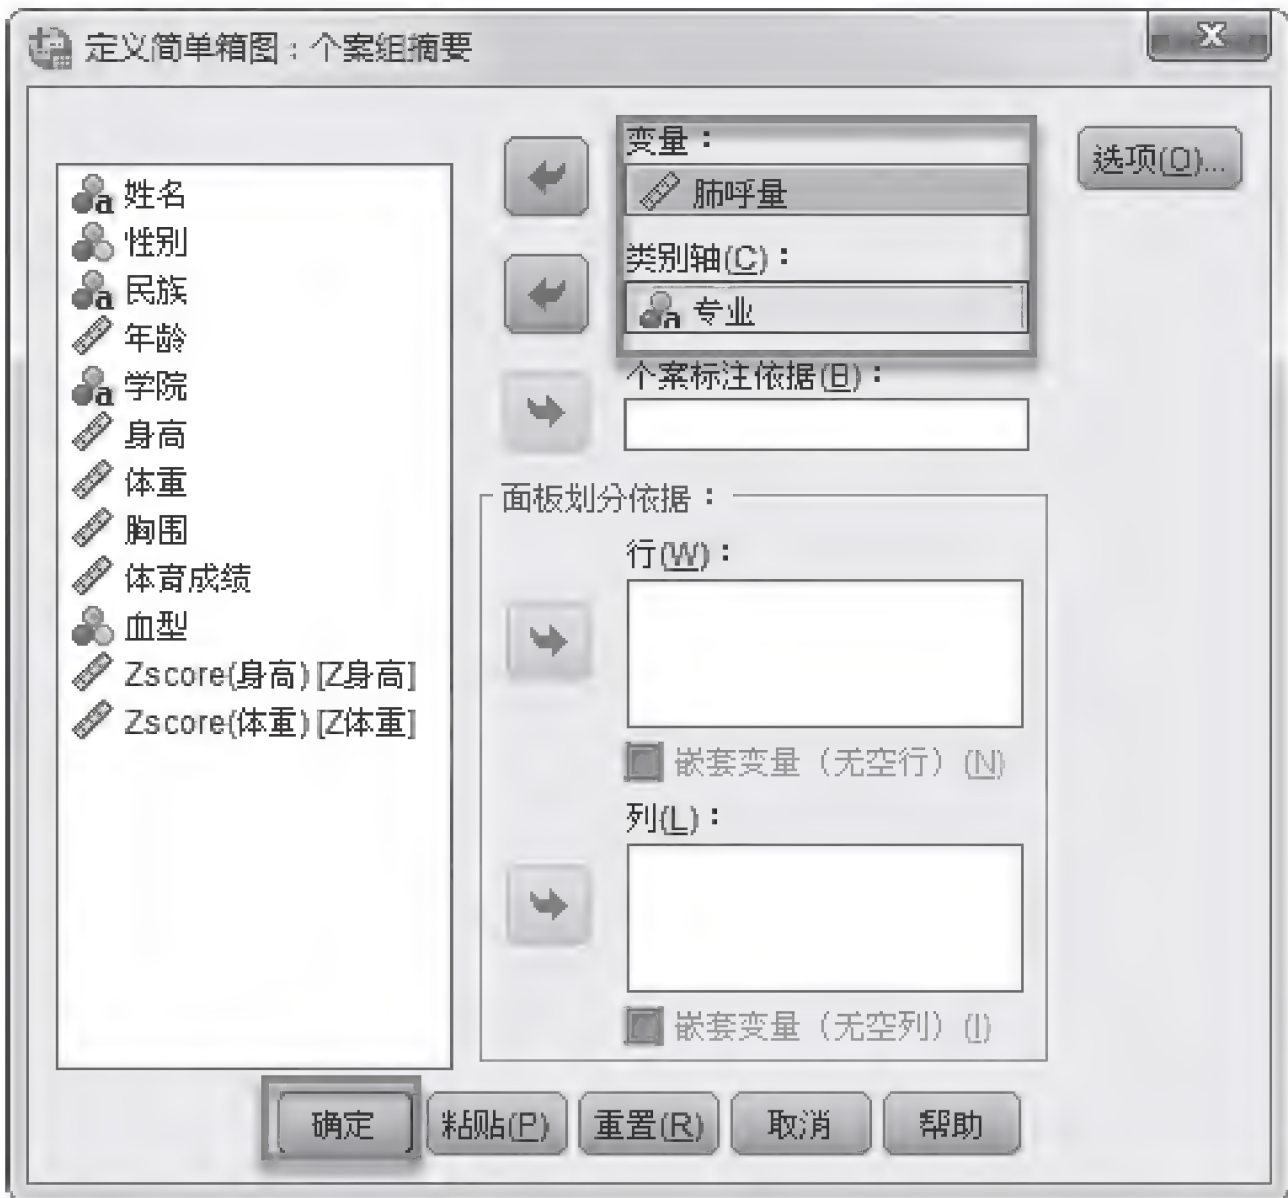 定义简单箱图：个案组摘要
变量：
肺呼量
类别轴(C)：
专业
个案标注依据(B)：
选项(O)...
姓名
性别
民族
年龄
学院
身高
体重
胸围
体育成绩
血型
Zscore(身高) [Z身高]
Zscore(体重) [Z体重]
面板划分依据：
行(W)：
嵌套变量（无空行）(N)
列(L)：
嵌套变量（无空列）(I)
确定
粘贴(P)
重置(R)
取消
帮助